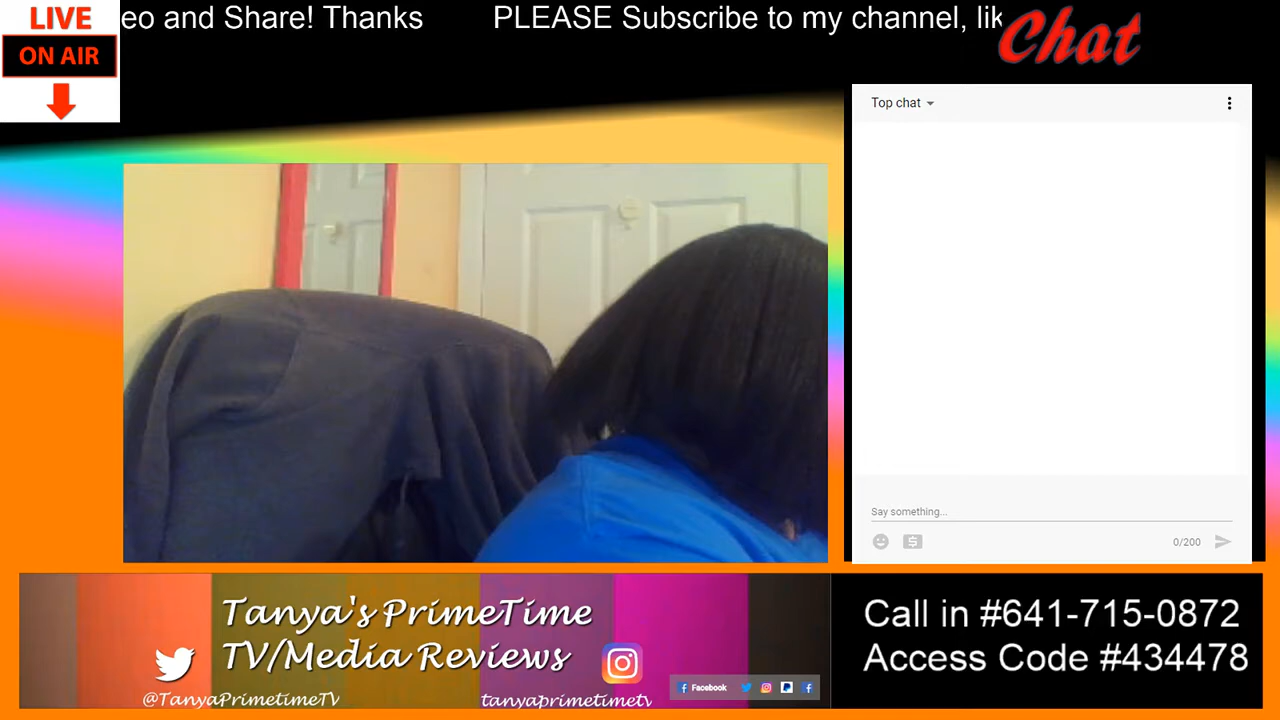 LIVE
ON AIR
eo and Share! Thanks PLEASE Subscribe to my channel, lik
Chat
Top chat
Say something...
0/200
Tanya's PrimeTime
TV/Media Reviews
@TanyaPrimetimeTV
tanyaprimetimetv
Facebook
Call in #641-715-0872
Access Code #434478